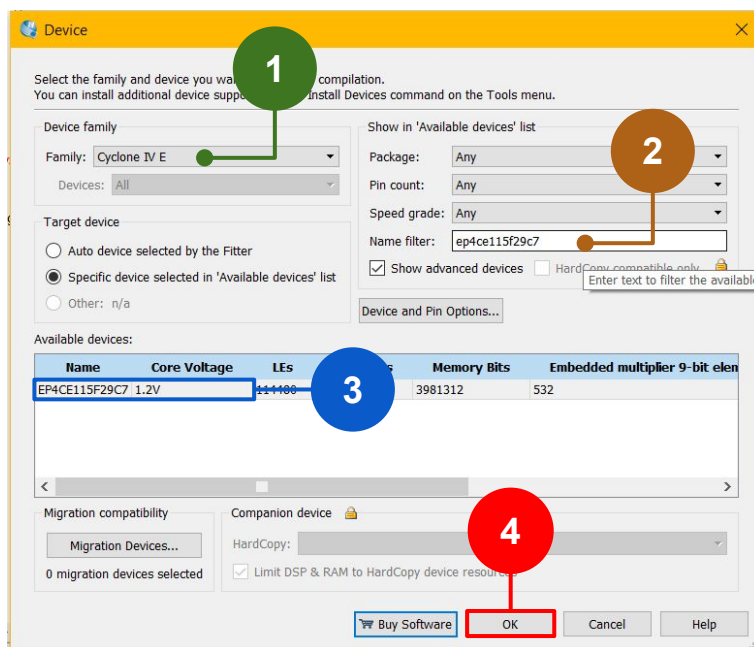 Device
Select the family and device you wa compilation.
You can install additional device suppo nstall Devices command on the Tools menu.
1
Device family
Family: Cyclone IV E
Devices: All
Show in 'Available devices' list
Package: Any
Pin count: Any
Speed grade: Any
Name filter: ep4ce115f29c7
Show advanced devices HardCopy compatible only
Enter text to filter the available
2
Target device
Auto device selected by the Fitter
Specific device selected in 'Available devices' list
Other: n/a
Device and Pin Options...
Available devices:
Name Core Voltage LEs s Memory Bits Embedded multiplier 9-bit elem
EP4CE115F29C7 1.2V 114480 3981312 532
3
Migration compatibility
Migration Devices...
0 migration devices selected
Companion device
HardCopy:
Limit DSP & RAM to HardCopy device resources
4
Buy Software OK Cancel Help